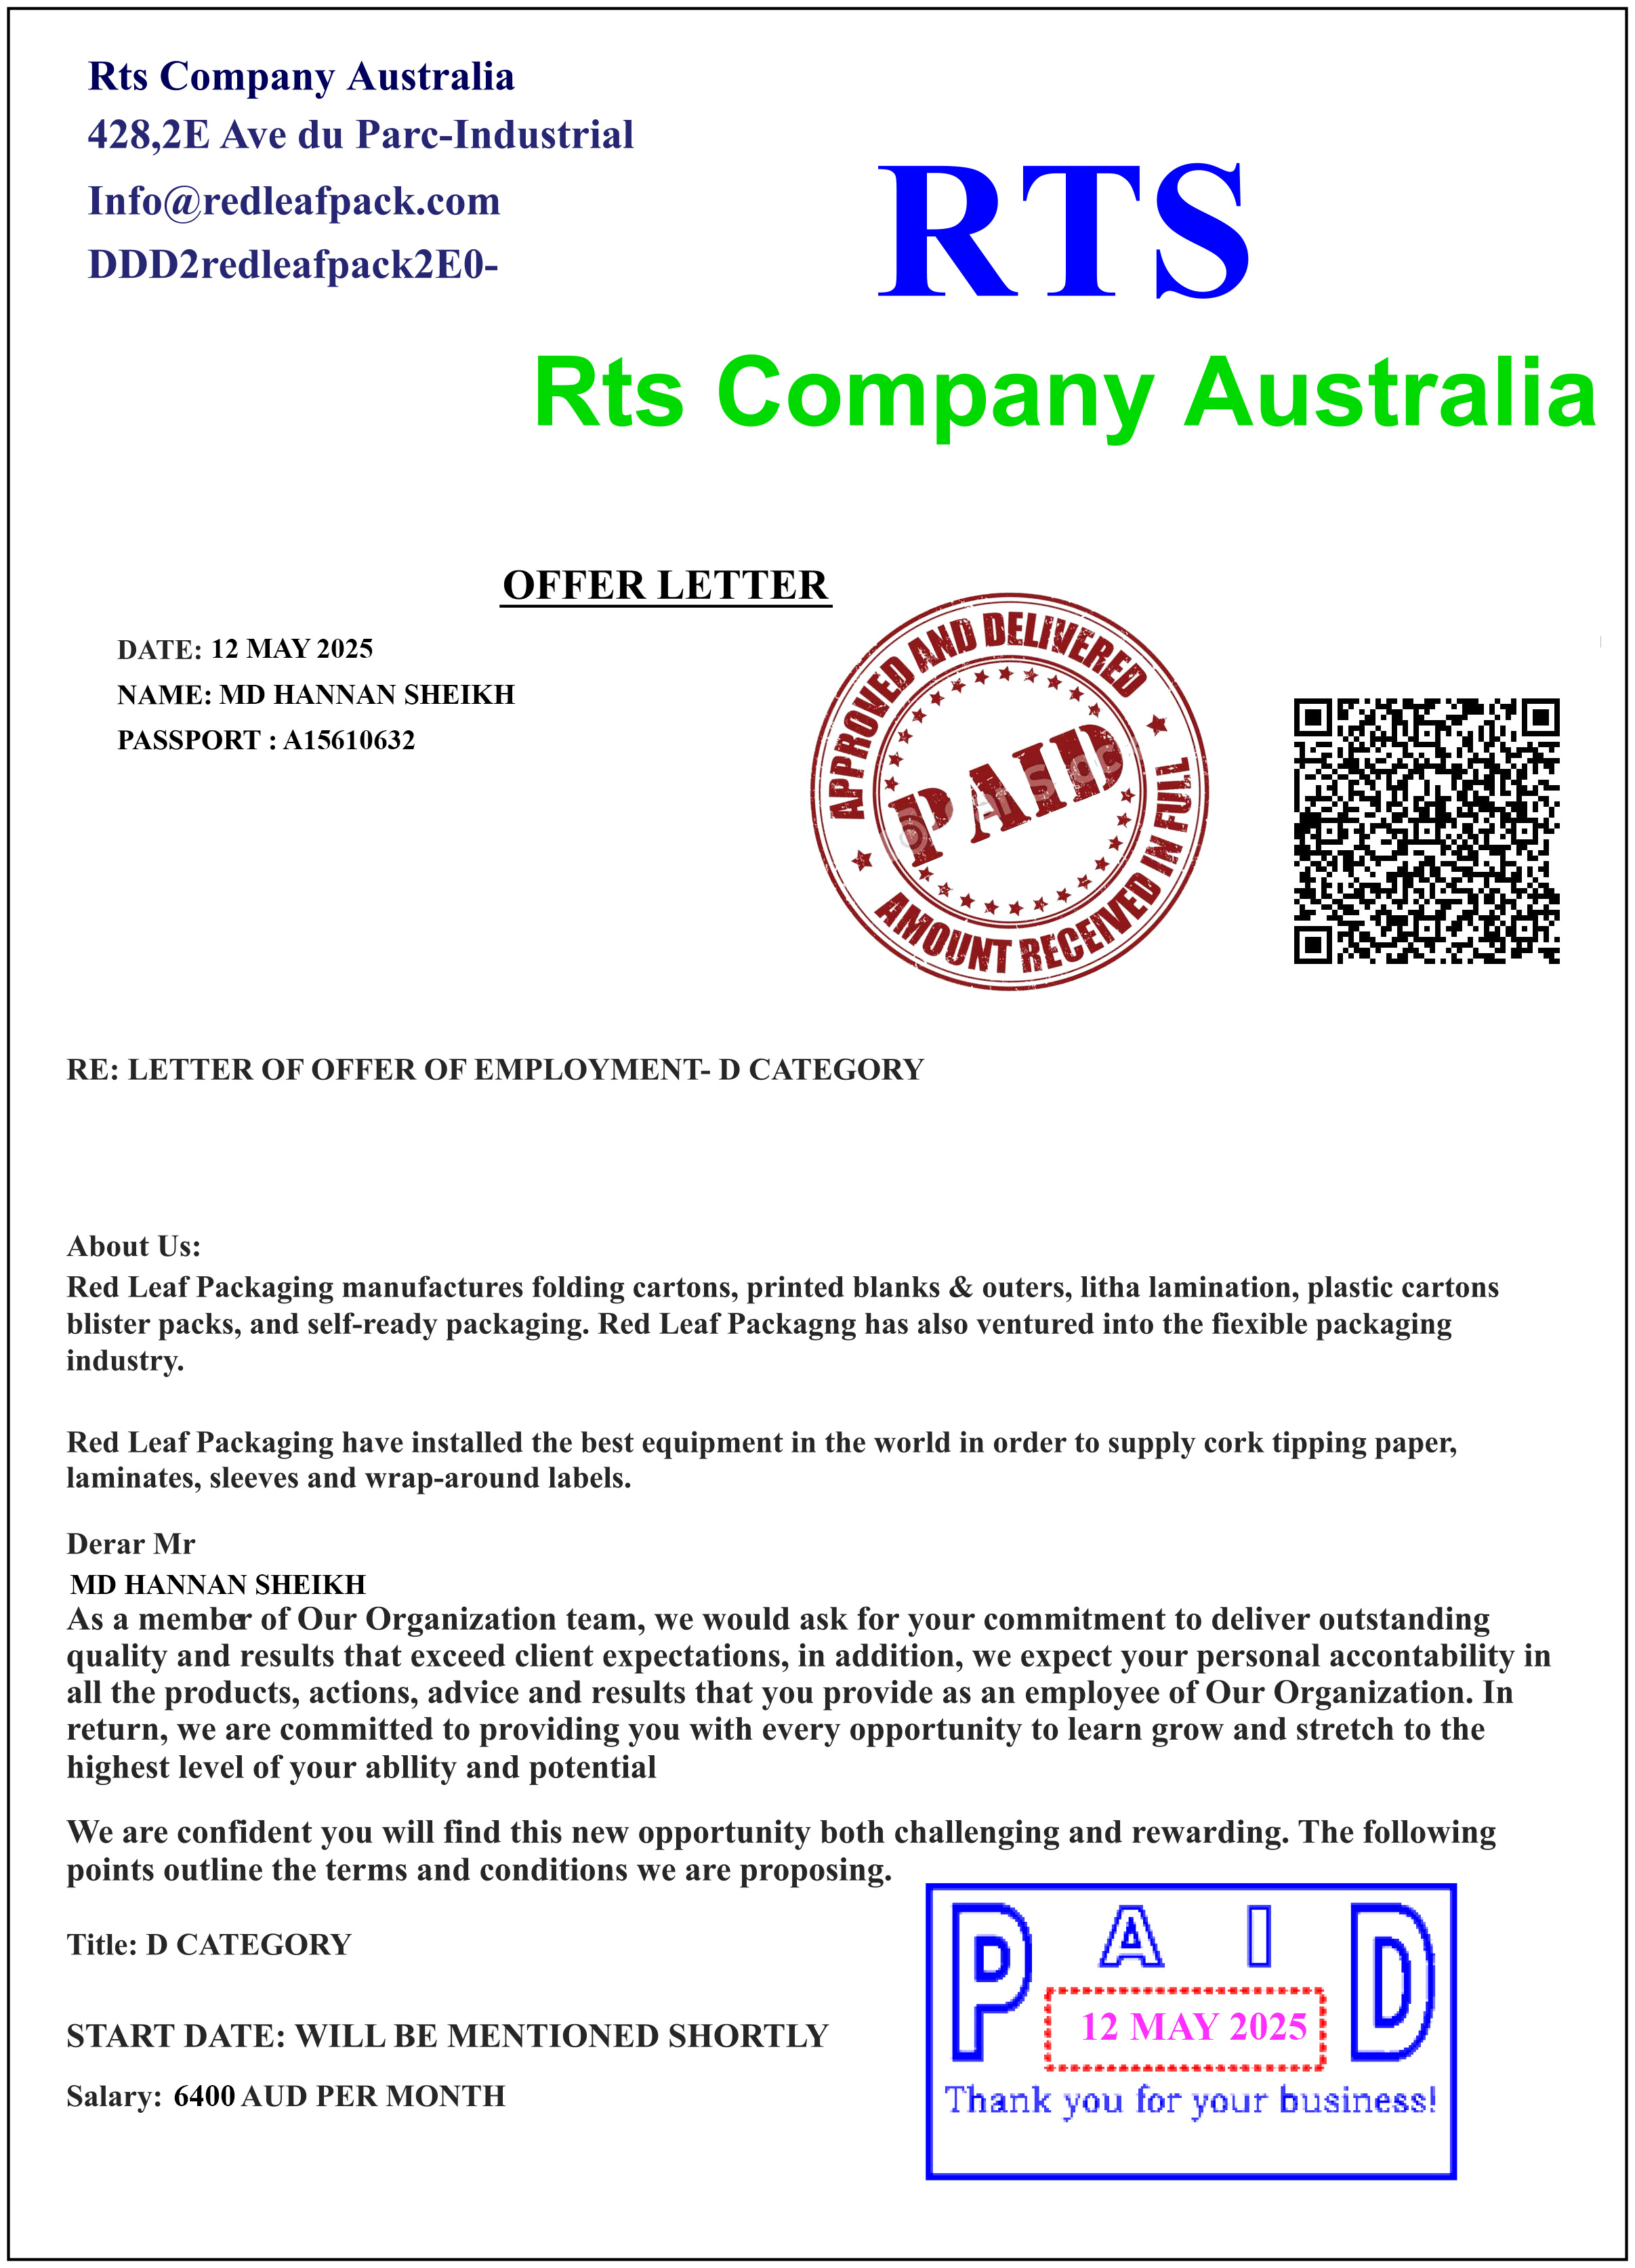 Rts Company Australia
428,2E Ave du Parc-Industrial
Info@redleafpack.com
DDD2redleafpack2E0-
RTS
Rts Company Australia
OFFER LETTER
DATE: 12 MAY 2025
NAME: MD HANNAN SHEIKH
PASSPORT : A15610632
APPROVED AND DELIVERED
PAID
AMOUNT RECEIVED IN FULL
RE: LETTER OF OFFER OF EMPLOYMENT- D CATEGORY
About Us:
Red Leaf Packaging manufactures folding cartons, printed blanks & outers, litha lamination, plastic cartons
blister packs, and self-ready packaging. Red Leaf Packagng has also ventured into the fiexible packaging
industry.
Red Leaf Packaging have installed the best equipment in the world in order to supply cork tipping paper,
laminates, sleeves and wrap-around labels.
Derar Mr
MD HANNAN SHEIKH
As a member of Our Organization team, we would ask for your commitment to deliver outstanding
quality and results that exceed client expectations, in addition, we expect your personal accontability in
all the products, actions, advice and results that you provide as an employee of Our Organization. In
return, we are committed to providing you with every opportunity to learn grow and stretch to the
highest level of your abllity and potential
We are confident you will find this new opportunity both challenging and rewarding. The following
points outline the terms and conditions we are proposing.
Title: D CATEGORY
START DATE: WILL BE MENTIONED SHORTLY
Salary: 6400 AUD PER MONTH
PAID
12 MAY 2025
Thank you for your business!